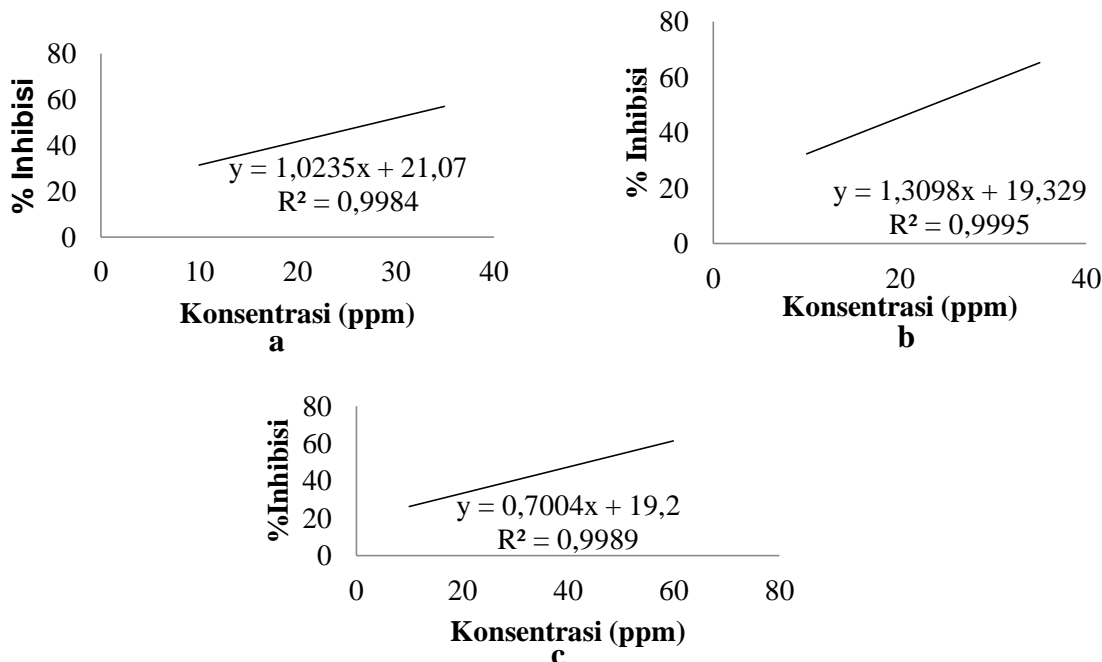 80
60
40
20
0
% Inhibisi
y = 1,0235x + 21,07
R² = 0,9984
0 10 20 30 40
Konsentrasi (ppm)
a
80
60
40
20
0
% Inhibisi
y = 1,3098x + 19,329
R² = 0,9995
0 20 40
Konsentrasi (ppm)
b
80
60
40
20
0
%Inhibisi
y = 0,7004x + 19,2
R² = 0,9989
0 20 40 60 80
Konsentrasi (ppm)
c